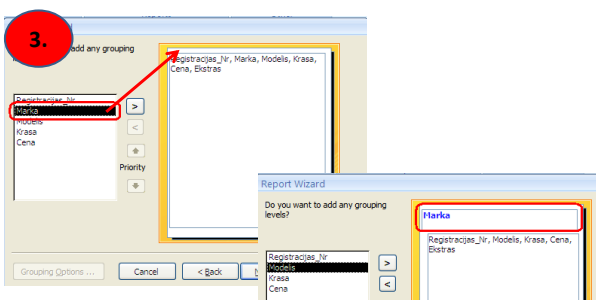 3.
add any grouping
Registracijas_Nr, Marka, Modelis, Krasa,
Cena, Ekstras
Registracijas_Nr
Marka
Modelis
Krasa
Cena
>
<
Priority
Grouping Options ...
Cancel
< Back
Report Wizard
Do you want to add any grouping
levels?
Marka
Registracijas_Nr, Modelis, Krasa, Cena,
Ekstras
Registracijas_Nr
Modelis
Krasa
Cena
>
<